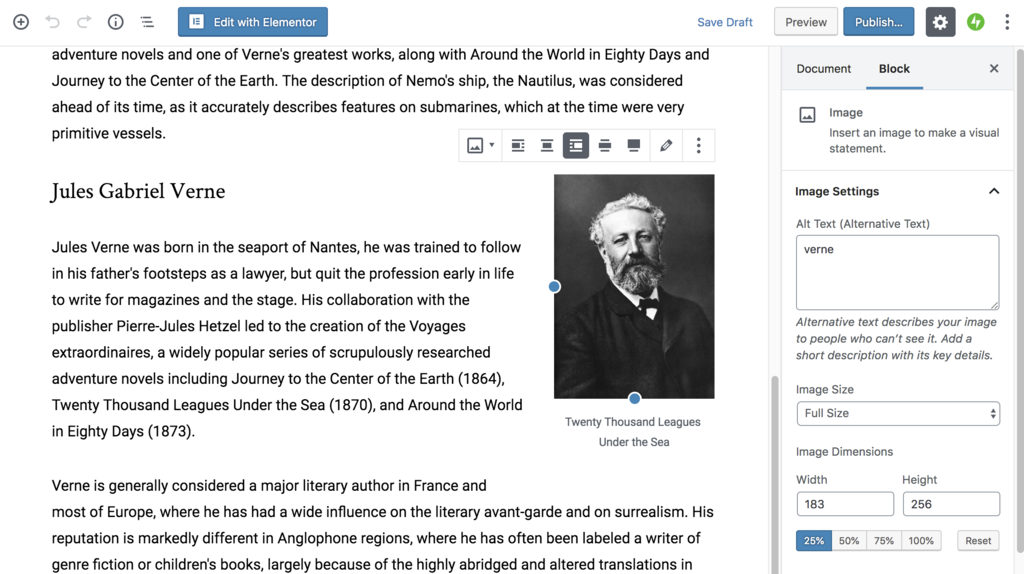 Edit with Elementor
Save Draft
Preview
Publish...
adventure novels and one of Verne's greatest works, along with Around the World in Eighty Days and
Journey to the Center of the Earth. The description of Nemo's ship, the Nautilus, was considered
ahead of its time, as it accurately describes features on submarines, which at the time were very
primitive vessels.
Jules Gabriel Verne
Jules Verne was born in the seaport of Nantes, he was trained to follow
in his father's footsteps as a lawyer, but quit the profession early in life
to write for magazines and the stage. His collaboration with the
publisher Pierre-Jules Hetzel led to the creation of the Voyages
extraordinaires, a widely popular series of scrupulously researched
adventure novels including Journey to the Center of the Earth (1864),
Twenty Thousand Leagues Under the Sea (1870), and Around the World
in Eighty Days (1873).
Twenty Thousand Leagues
Under the Sea
Verne is generally considered a major literary author in France and
most of Europe, where he has had a wide influence on the literary avant-garde and on surrealism. His
reputation is markedly different in Anglophone regions, where he has often been labeled a writer of
genre fiction or children's books, largely because of the highly abridged and altered translations in
Document
Block
Image
Insert an image to make a visual
statement.
Image Settings
Alt Text (Alternative Text)
verne
Alternative text describes your image
to people who can't see it. Add a
short description with its key details.
Image Size
Full Size
Image Dimensions
Width
Height
183
256
25%
50%
75%
100%
Reset